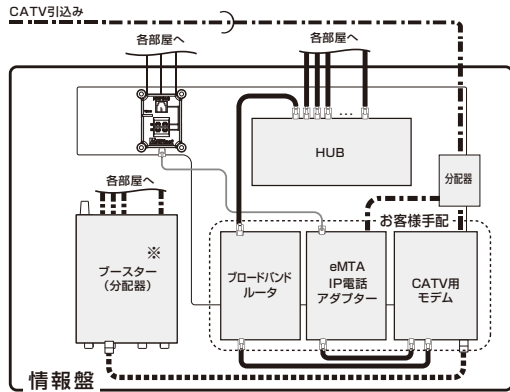 CATV引込み
各部屋へ
各部屋へ
…
HUB
分配器
各部屋へ
お客様手配
※
ブースター
（分配器）
ブロードバンド
ルータ
eMTA
IP電話
アダプター
CATV用
モデム
情報盤